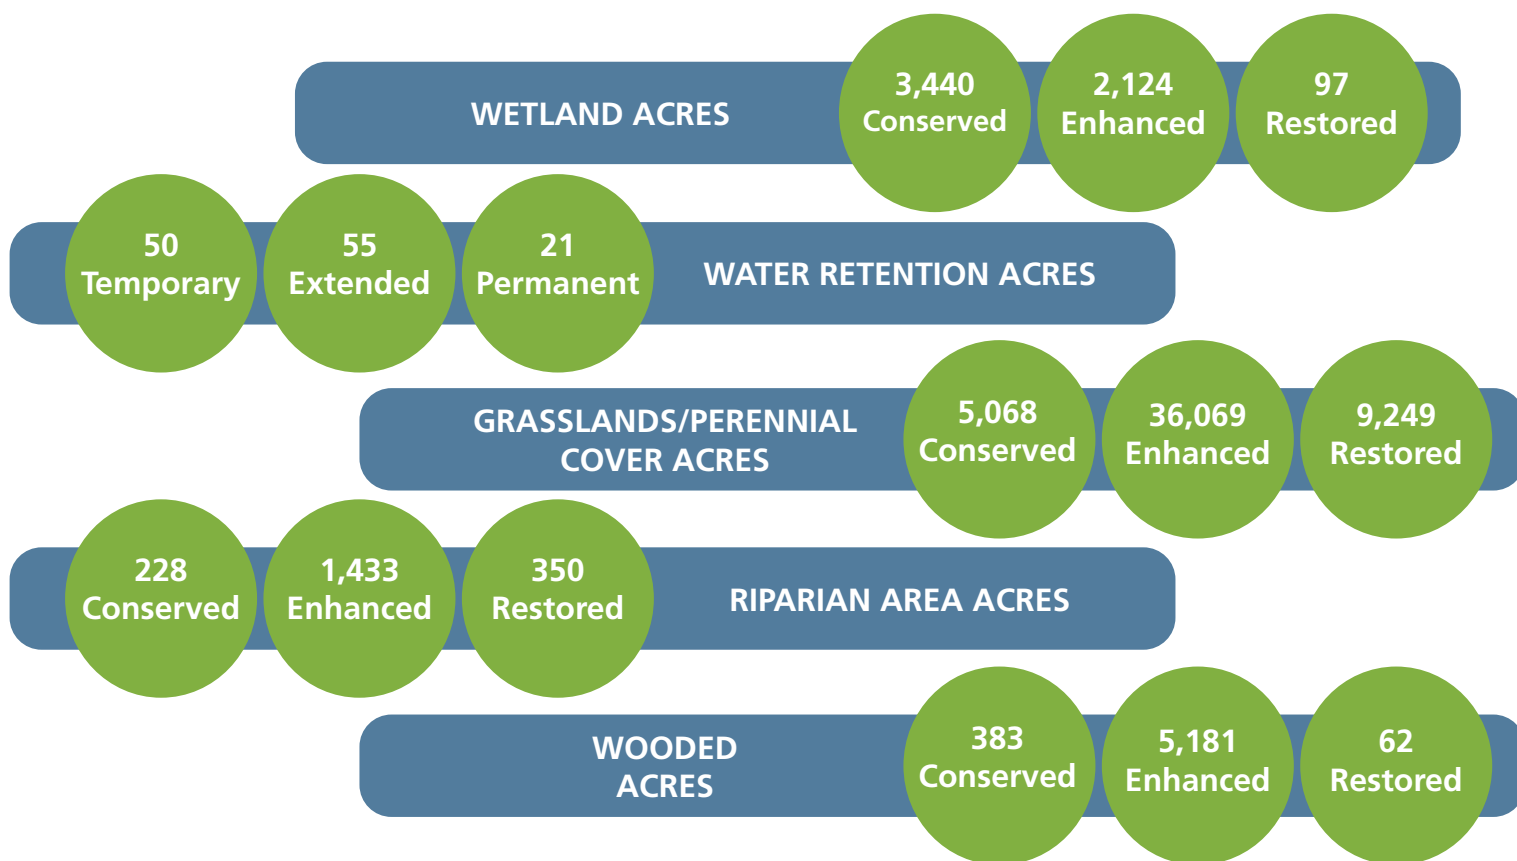 WETLAND ACRES
3,440
Conserved
2,124
Enhanced
97
Restored
50
Temporary
55
Extended
21
Permanent
WATER RETENTION ACRES
GRASSLANDS/PERENNIAL
COVER ACRES
5,068
Conserved
36,069
Enhanced
9,249
Restored
228
Conserved
1,433
Enhanced
350
Restored
RIPARIAN AREA ACRES
WOODED
ACRES
383
Conserved
5,181
Enhanced
62
Restored